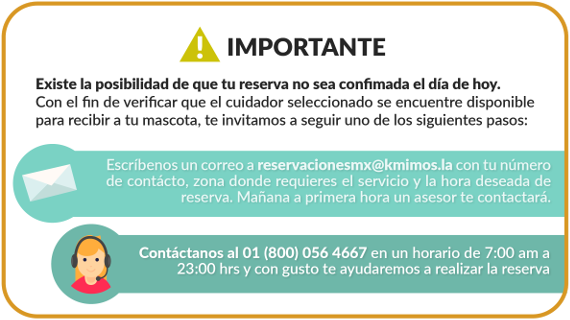 IMPORTANTE
Existe la posibilidad de que tu reserva no sea confimada el día de hoy.
Con el fin de verificar que el cuidador seleccionado se encuentre disponible
para recibir a tu mascota, te invitamos a seguir uno de los siguientes pasos:
Escríbenos un correo a reservacionesmx@kmimos.la con tu número
de contácto, zona donde requieres el servicio y la hora deseada de
reserva. Mañana a primera hora un asesor te contactará.
Contáctanos al 01 (800) 056 4667 en un horario de 7:00 am a
23:00 hrs y con gusto te ayudaremos a realizar la reserva